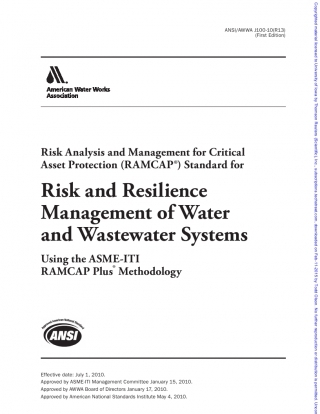 ANSI/AWWA J100-10(R13)
(First Edition)
American Water Works
Association
Risk Analysis and Management for Critical
Asset Protection (RAMCAP®) Standard for
Risk and Resilience
Management of Water
and Wastewater Systems
Using the ASME-ITI
RAMCAP Plus® Methodology
ANSI
Effective date: July 1, 2010.
Approved by ASME-ITI Management Committee January 15, 2010.
Approved by AWWA Board of Directors January 17, 2010.
Approved by American National Standards Institute May 4, 2010.